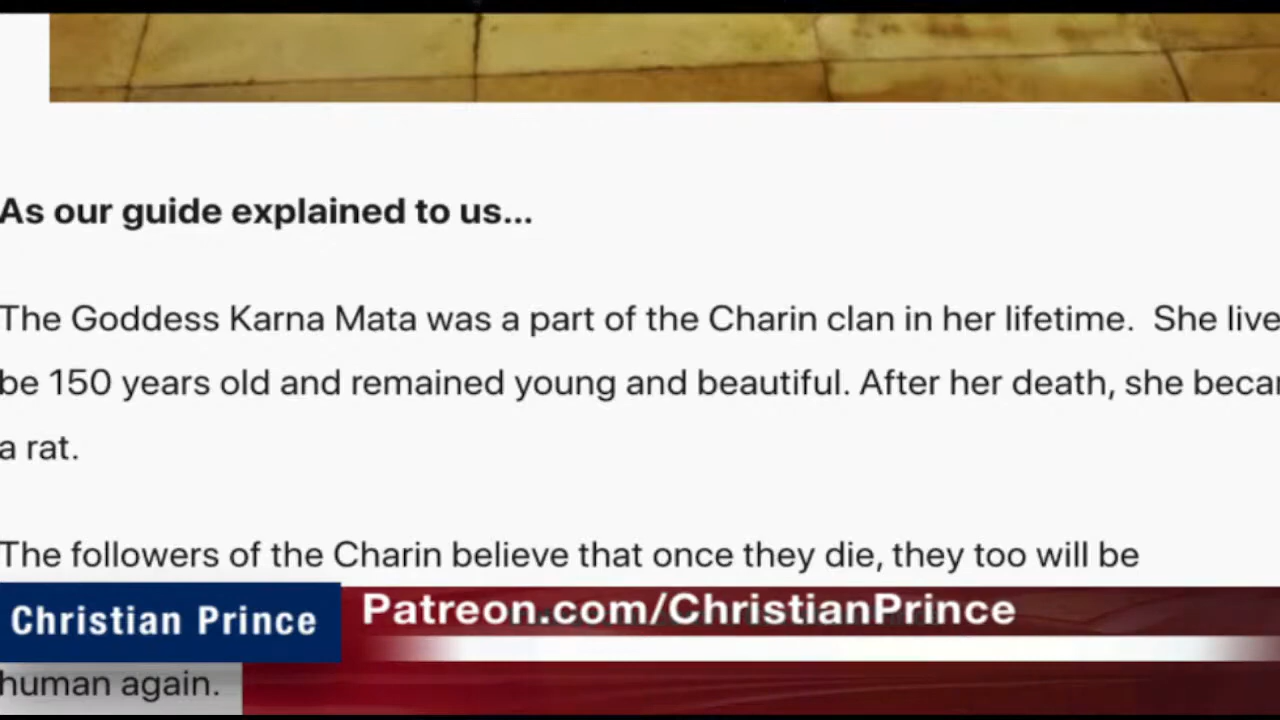 As our guide explained to us...
The Goddess Karna Mata was a part of the Charin clan in her lifetime. She live
be 150 years old and remained young and beautiful. After her death, she becam
a rat.
The followers of the Charin believe that once they die, they too will be
Christian Prince
Patreon.com/ChristianPrince
human again.